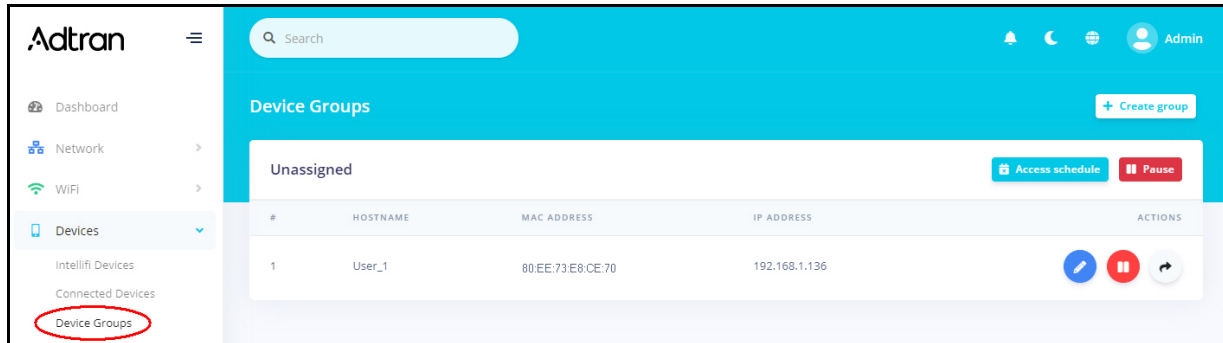 Adtran
Search
Admin
Dashboard
Network
WiFi
Devices
Intellifi Devices
Connected Devices
Device Groups
Device Groups
+ Create group
Unassigned
Access schedule
Pause
# HOSTNAME MAC ADDRESS IP ADDRESS ACTIONS
1 User_1 80:EE:73:E8:CE:70 192.168.1.136